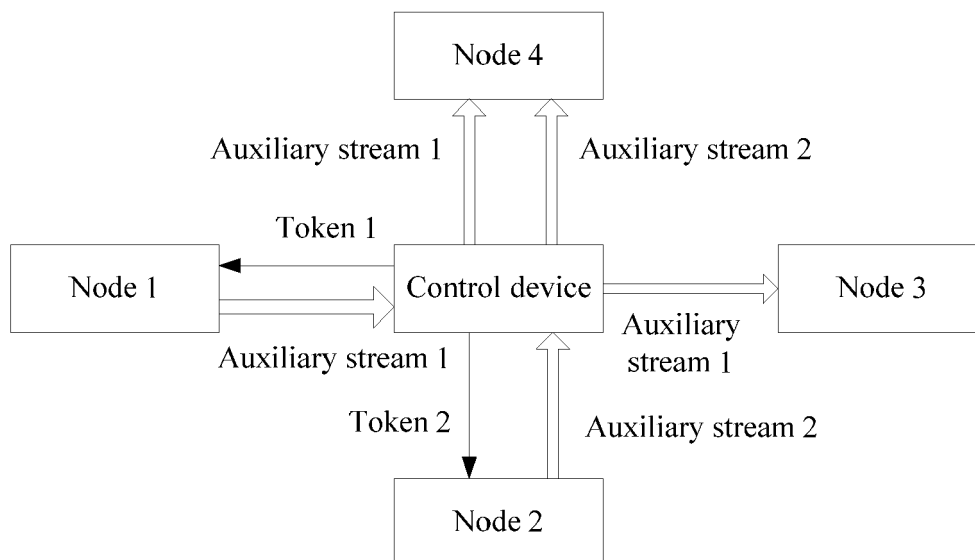 Node 4
Auxiliary stream 1
Auxiliary stream 2
Token 1
Node 1
Control device
Node 3
Auxiliary stream 1
Auxiliary
stream 1
Token 2
Auxiliary stream 2
Node 2